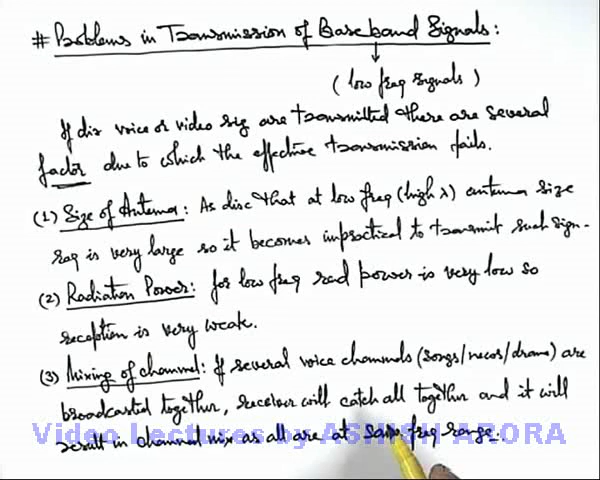 # Problems in Transmission of Baseband Signals:
(low freq signals)
If dir voice or video sig are transmitted there are several
factor due to which the effective transmission fails.
(1) Size of Antenna: As disc that at low freq (high λ) antenna size
req is very large so it becomes impractical to transmit such sign-
(2) Radiation Power: for low freq rad power is very low so
reception is very weak.
(3) Mixing of channel: If several voice channels (songs/news/drama) are
broadcasted together, receiver will catch all together and it will
result in channel mix as all are at same freq range.
Video Lectures by ASHISH ARORA